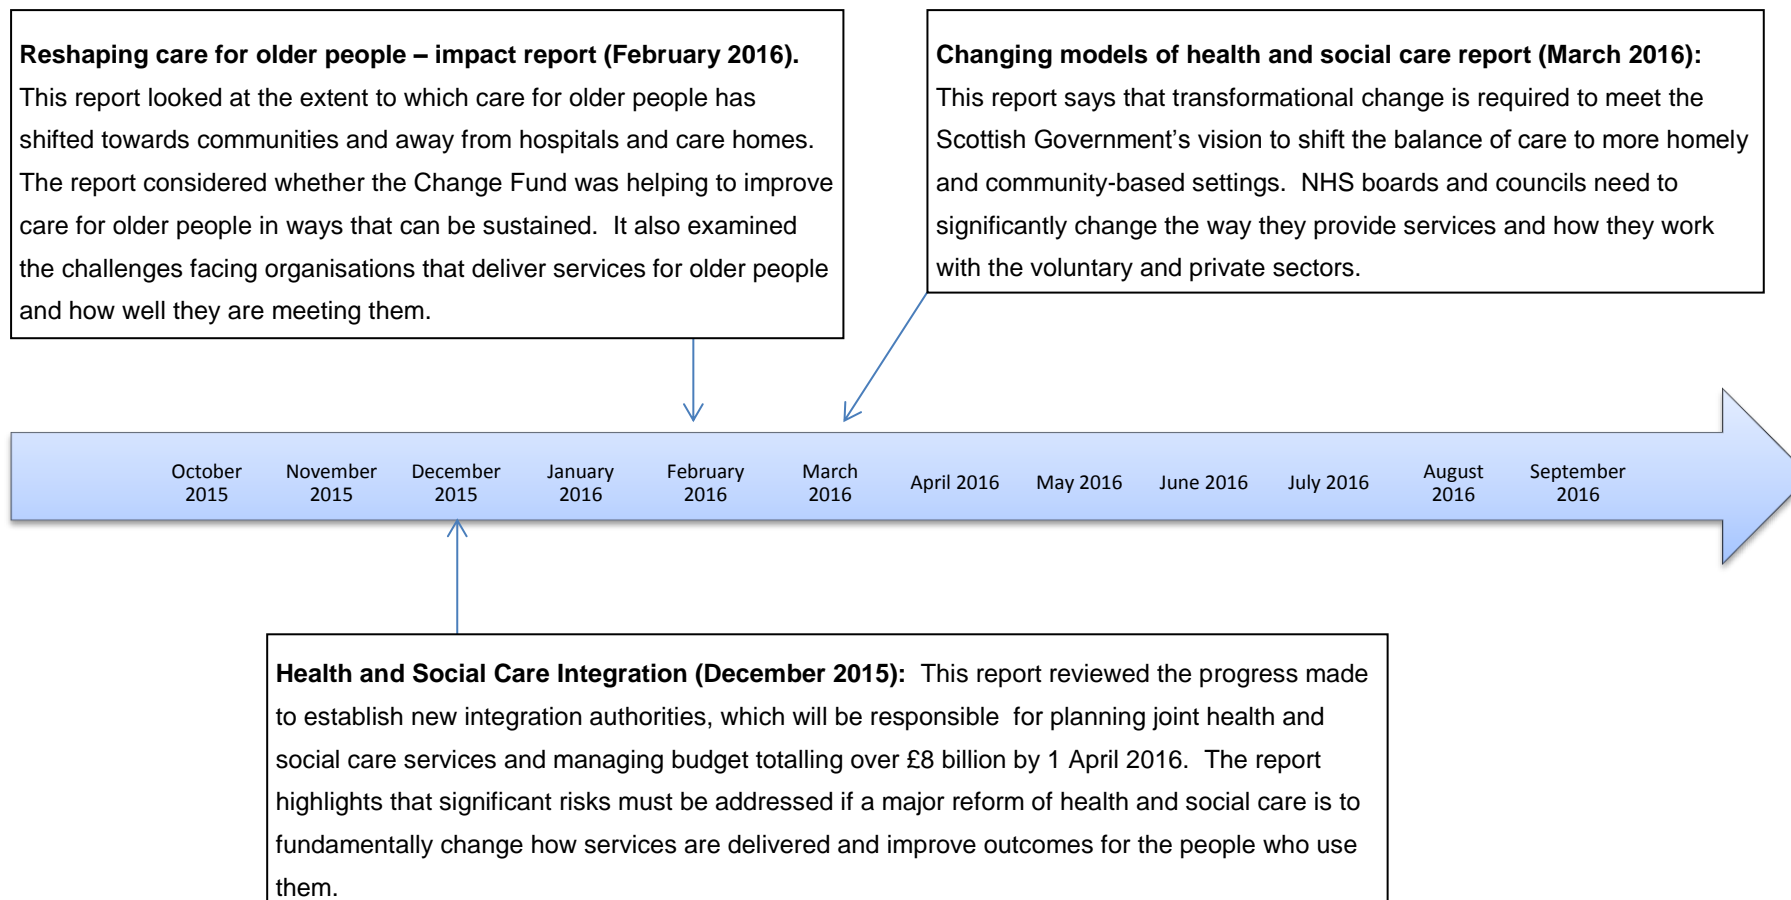 Reshaping care for older people – impact report (February 2016).
This report looked at the extent to which care for older people has
shifted towards communities and away from hospitals and care homes.
The report considered whether the Change Fund was helping to improve
care for older people in ways that can be sustained.  It also examined
the challenges facing organisations that deliver services for older people
and how well they are meeting them.
Changing models of health and social care report (March 2016):
This report says that transformational change is required to meet the
Scottish Government’s vision to shift the balance of care to more homely
and community-based settings.  NHS boards and councils need to
significantly change the way they provide services and how they work
with the voluntary and private sectors.
October
2015
November
2015
December
2015
January
2016
February
2016
March
2016
April 2016
May 2016
June 2016
July 2016
August
2016
September
2016
Health and Social Care Integration (December 2015):  This report reviewed the progress made
to establish new integration authorities, which will be responsible  for planning joint health and
social care services and managing budget totalling over £8 billion by 1 April 2016.  The report
highlights that significant risks must be addressed if a major reform of health and social care is to
fundamentally change how services are delivered and improve outcomes for the people who use
them.